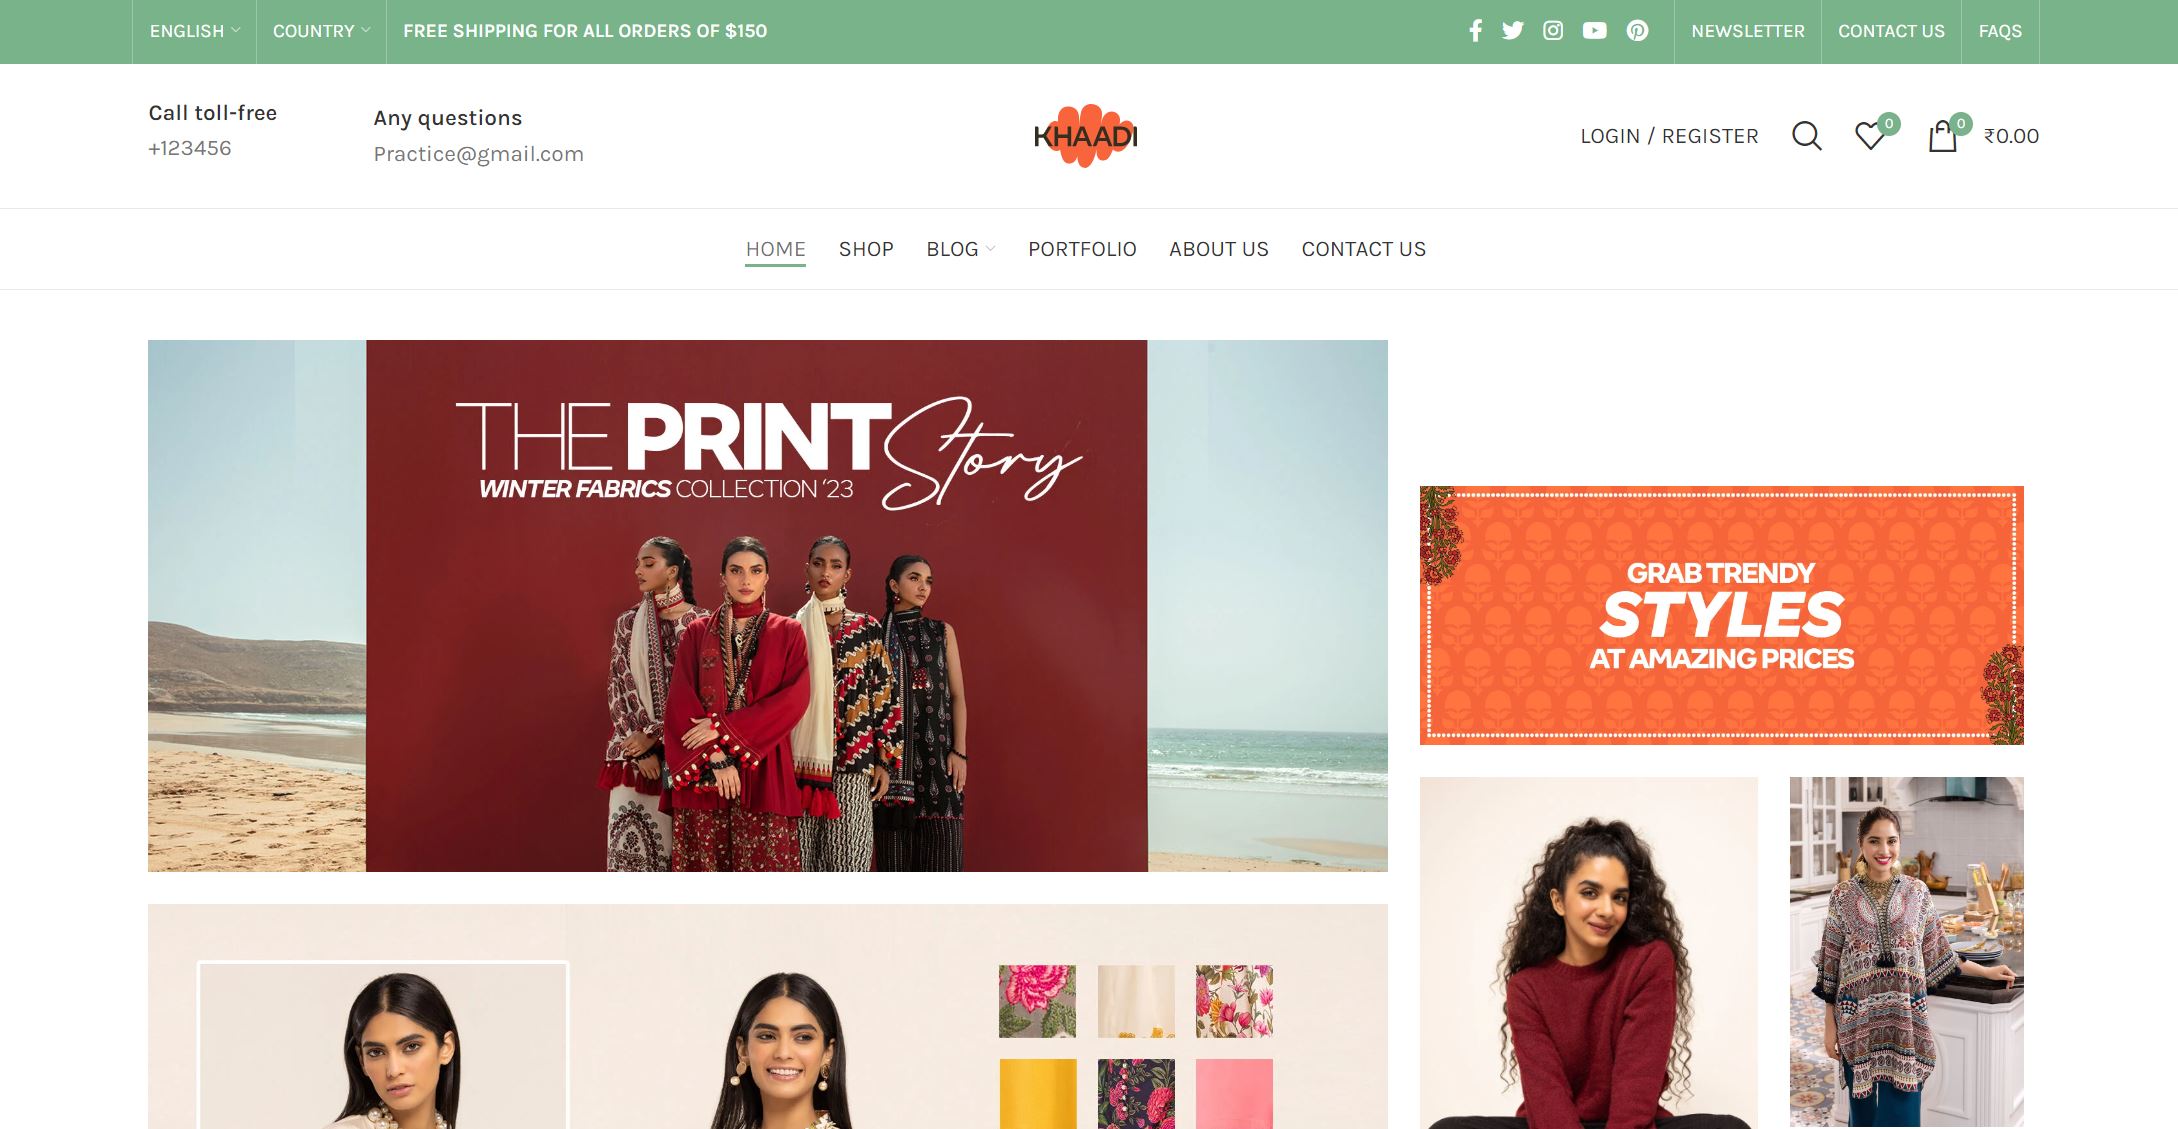 ENGLISH
COUNTRY
FREE SHIPPING FOR ALL ORDERS OF $150
NEWSLETTER
CONTACT US
FAQS
Call toll-free
+123456
Any questions
Practice@gmail.com
KHAADI
LOGIN / REGISTER
0
0
₹0.00
HOME
SHOP
BLOG
PORTFOLIO
ABOUT US
CONTACT US
THE PRINT Story
WINTER FABRICS COLLECTION ‘23
GRAB TRENDY
STYLES
AT AMAZING PRICES